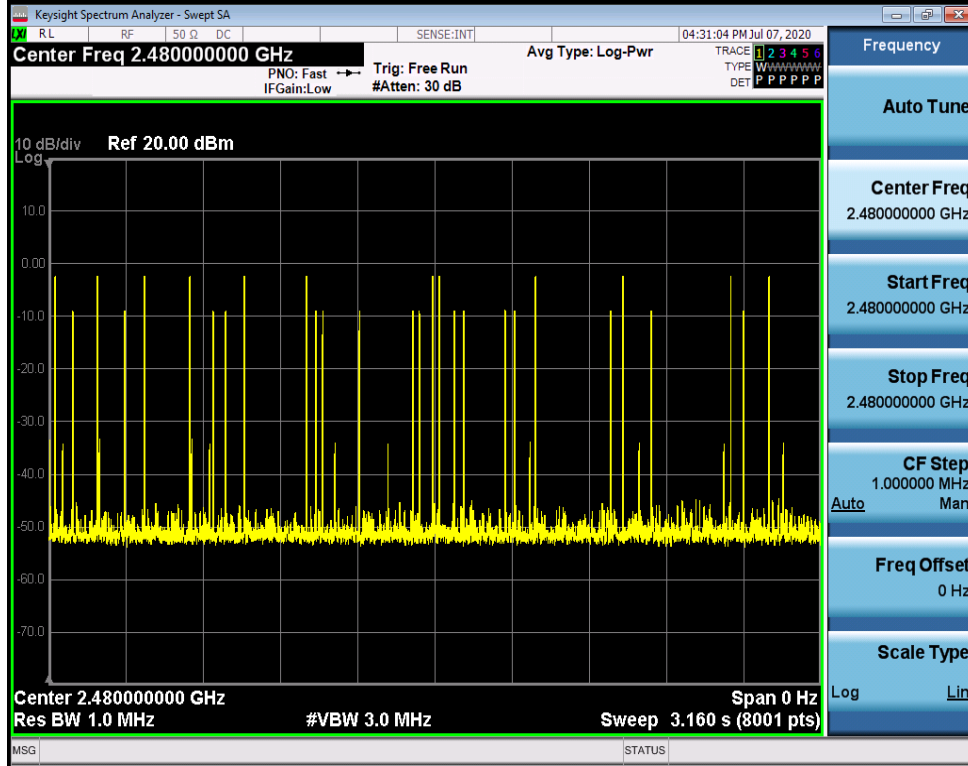 Keysight Spectrum Analyzer - Swept SA
LXI RL RF 50 Ω DC SENSE:INT 04:31:04 PM Jul 07, 2020
Center Freq 2.480000000 GHz
PNO: Fast
IFGain:Low
Trig: Free Run
#Atten: 30 dB
Avg Type: Log-Pwr
TRACE 1 2 3 4 5 6
TYPE WWWWWW
DET P P P P P P
10 dB/div Ref 20.00 dBm
Log
10.0
0.00
-10.0
-20.0
-30.0
-40.0
-50.0
-60.0
-70.0
Center 2.480000000 GHz Span 0 Hz
Res BW 1.0 MHz #VBW 3.0 MHz Sweep 3.160 s (8001 pts)
MSG STATUS
Frequency
Auto Tune
Center Freq
2.480000000 GHz
Start Freq
2.480000000 GHz
Stop Freq
2.480000000 GHz
CF Step
1.000000 MHz
Auto Man
Freq Offset
0 Hz
Scale Type
Log Lin